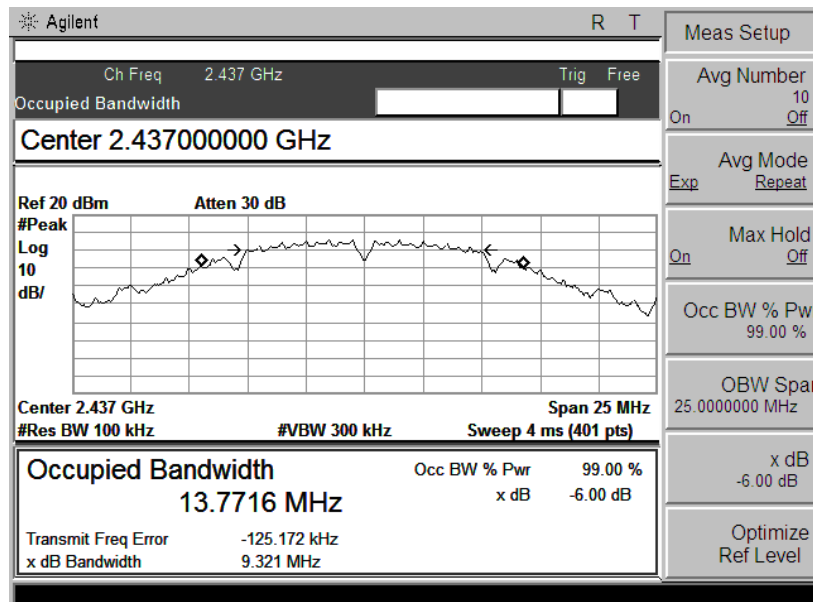 Agilent R T
Meas Setup
Ch Freq 2.437 GHz Trig Free
Occupied Bandwidth
Center 2.437000000 GHz
Avg Number
10
On Off
Avg Mode
Exp Repeat
Max Hold
On Off
Occ BW % Pw
99.00 %
OBW Spa
25.0000000 MHz
x dB
-6.00 dB
Optimize
Ref Level
Ref 20 dBm Atten 30 dB
#Peak
Log
10
dB/
Center 2.437 GHz Span 25 MHz
#Res BW 100 kHz #VBW 300 kHz Sweep 4 ms (401 pts)
Occupied Bandwidth Occ BW % Pwr 99.00 %
13.7716 MHz x dB -6.00 dB
Transmit Freq Error -125.172 kHz
x dB Bandwidth 9.321 MHz